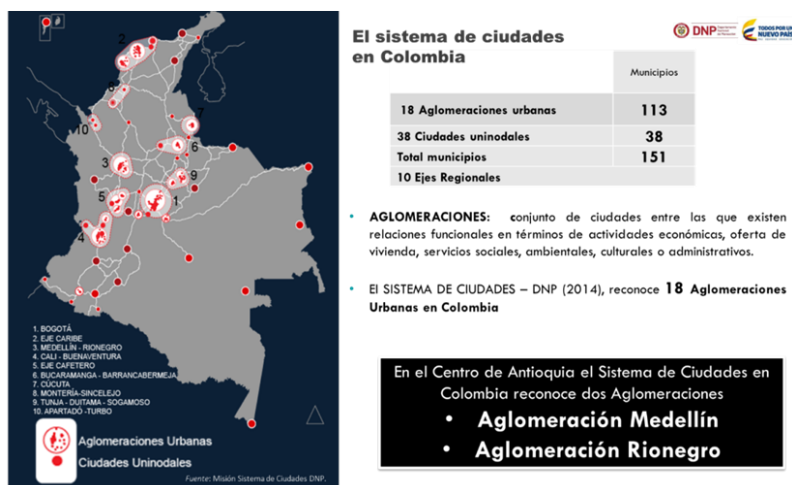 El sistema de ciudades
en Colombia
DNP
TODOS POR UN
NUEVO PAÍS
Municipios
18 Aglomeraciones urbanas 113
38 Ciudades uninodales 38
Total municipios 151
10 Ejes Regionales
• AGLOMERACIONES: conjunto de ciudades entre las que existen
relaciones funcionales en términos de actividades económicas, oferta de
vivienda, servicios sociales, ambientales, culturales o administrativos.
• El SISTEMA DE CIUDADES – DNP (2014), reconoce 18 Aglomeraciones
Urbanas en Colombia
En el Centro de Antioquia el Sistema de Ciudades en
Colombia reconoce dos Aglomeraciones
• Aglomeración Medellín
• Aglomeración Rionegro
2
8
10
7
6
3
9
5
1
4
1. BOGOTÁ
2. EJE CARIBE
3. MEDELLÍN - RIONEGRO
4. CALI - BUENAVENTURA
5. EJE CAFETERO
6. BUCARAMANGA - BARRANCABERMEJA
7. CÚCUTA
8. MONTERÍA-SINCELEJO
9. TUNJA - DUITAMA - SOGAMOSO
10. APARTADÓ -TURBO
Aglomeraciones Urbanas
Ciudades Uninodales
Fuente: Misión Sistema de Ciudades DNP.